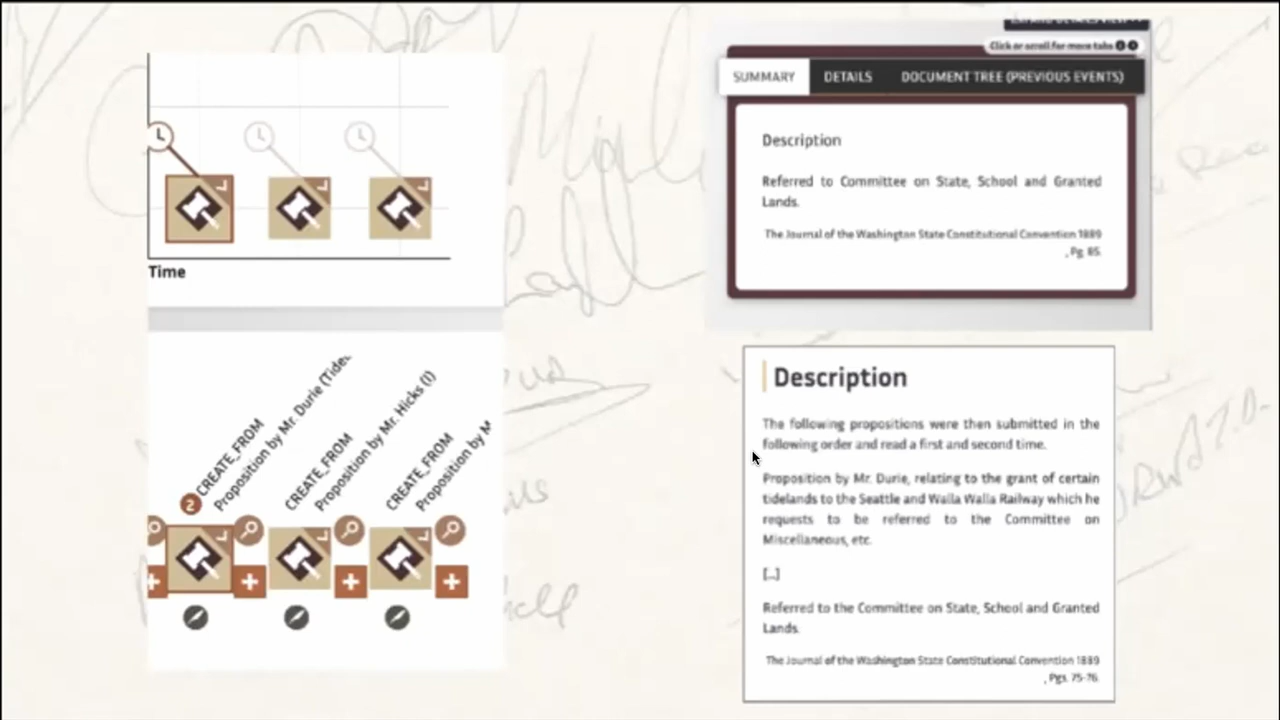 Time
2
CREATE_FROM
Proposition by Mr. Durie (Tidel
CREATE_FROM
Proposition by Mr. Hicks (1)
CREATE_FROM
Proposition by M
Click or scroll for more tabs
SUMMARY
DETAILS
DOCUMENT TREE (PREVIOUS EVENTS)
Description
Referred to Committee on State, School and Granted
Lands.
The Journal of the Washington State Constitutional Convention 1889
, Pg. 85.
Description
The following propositions were then submitted in the
following order and read a first and second time.
Proposition by Mr. Durie, relating to the grant of certain
tidelands to the Seattle and Walla Walla Railway which he
requests to be referred to the Committee on
Miscellaneous, etc.
[...]
Referred to the Committee on State, School and Granted
Lands.
The Journal of the Washington State Constitutional Convention 1889
, Pgs. 75-76.